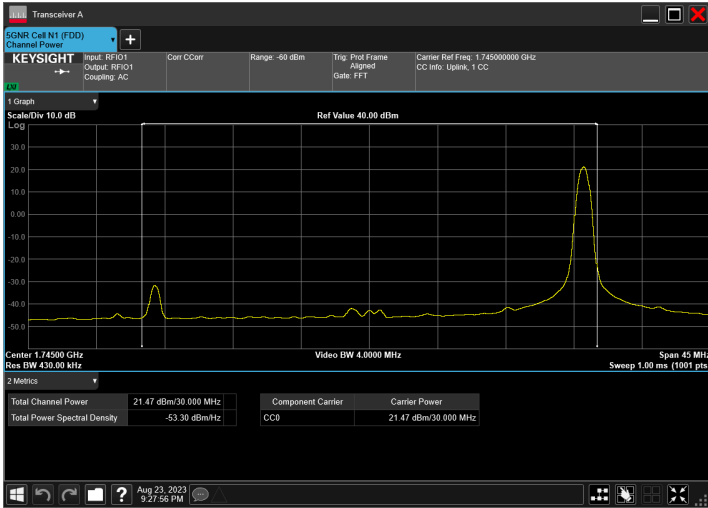 Transceiver A
5GNR Cell N1 (FDD)
Channel Power
KEYSIGHT
LXI
Input: RFIO1
Output: RFIO1
Coupling: AC
Corr CCorr
Range: -60 dBm
Trig: Prot Frame
Aligned
Gate: FFT
Carrier Ref Freq: 1.745000000 GHz
CC Info: Uplink, 1 CC
1 Graph
Scale/Div 10.0 dB
Ref Value 40.00 dBm
Log
30.0
20.0
10.0
0.00
-10.0
-20.0
-30.0
-40.0
-50.0
Center 1.74500 GHz
Video BW 4.0000 MHz
Span 45 MHz
Res BW 430.00 kHz
Sweep 1.00 ms (1001 pts
2 Metrics
Total Channel Power 21.47 dBm/30.000 MHz
Total Power Spectral Density -53.30 dBm/Hz
Component Carrier Carrier Power
CC0 21.47 dBm/30.000 MHz
?
Aug 23, 2023
9:27:56 PM